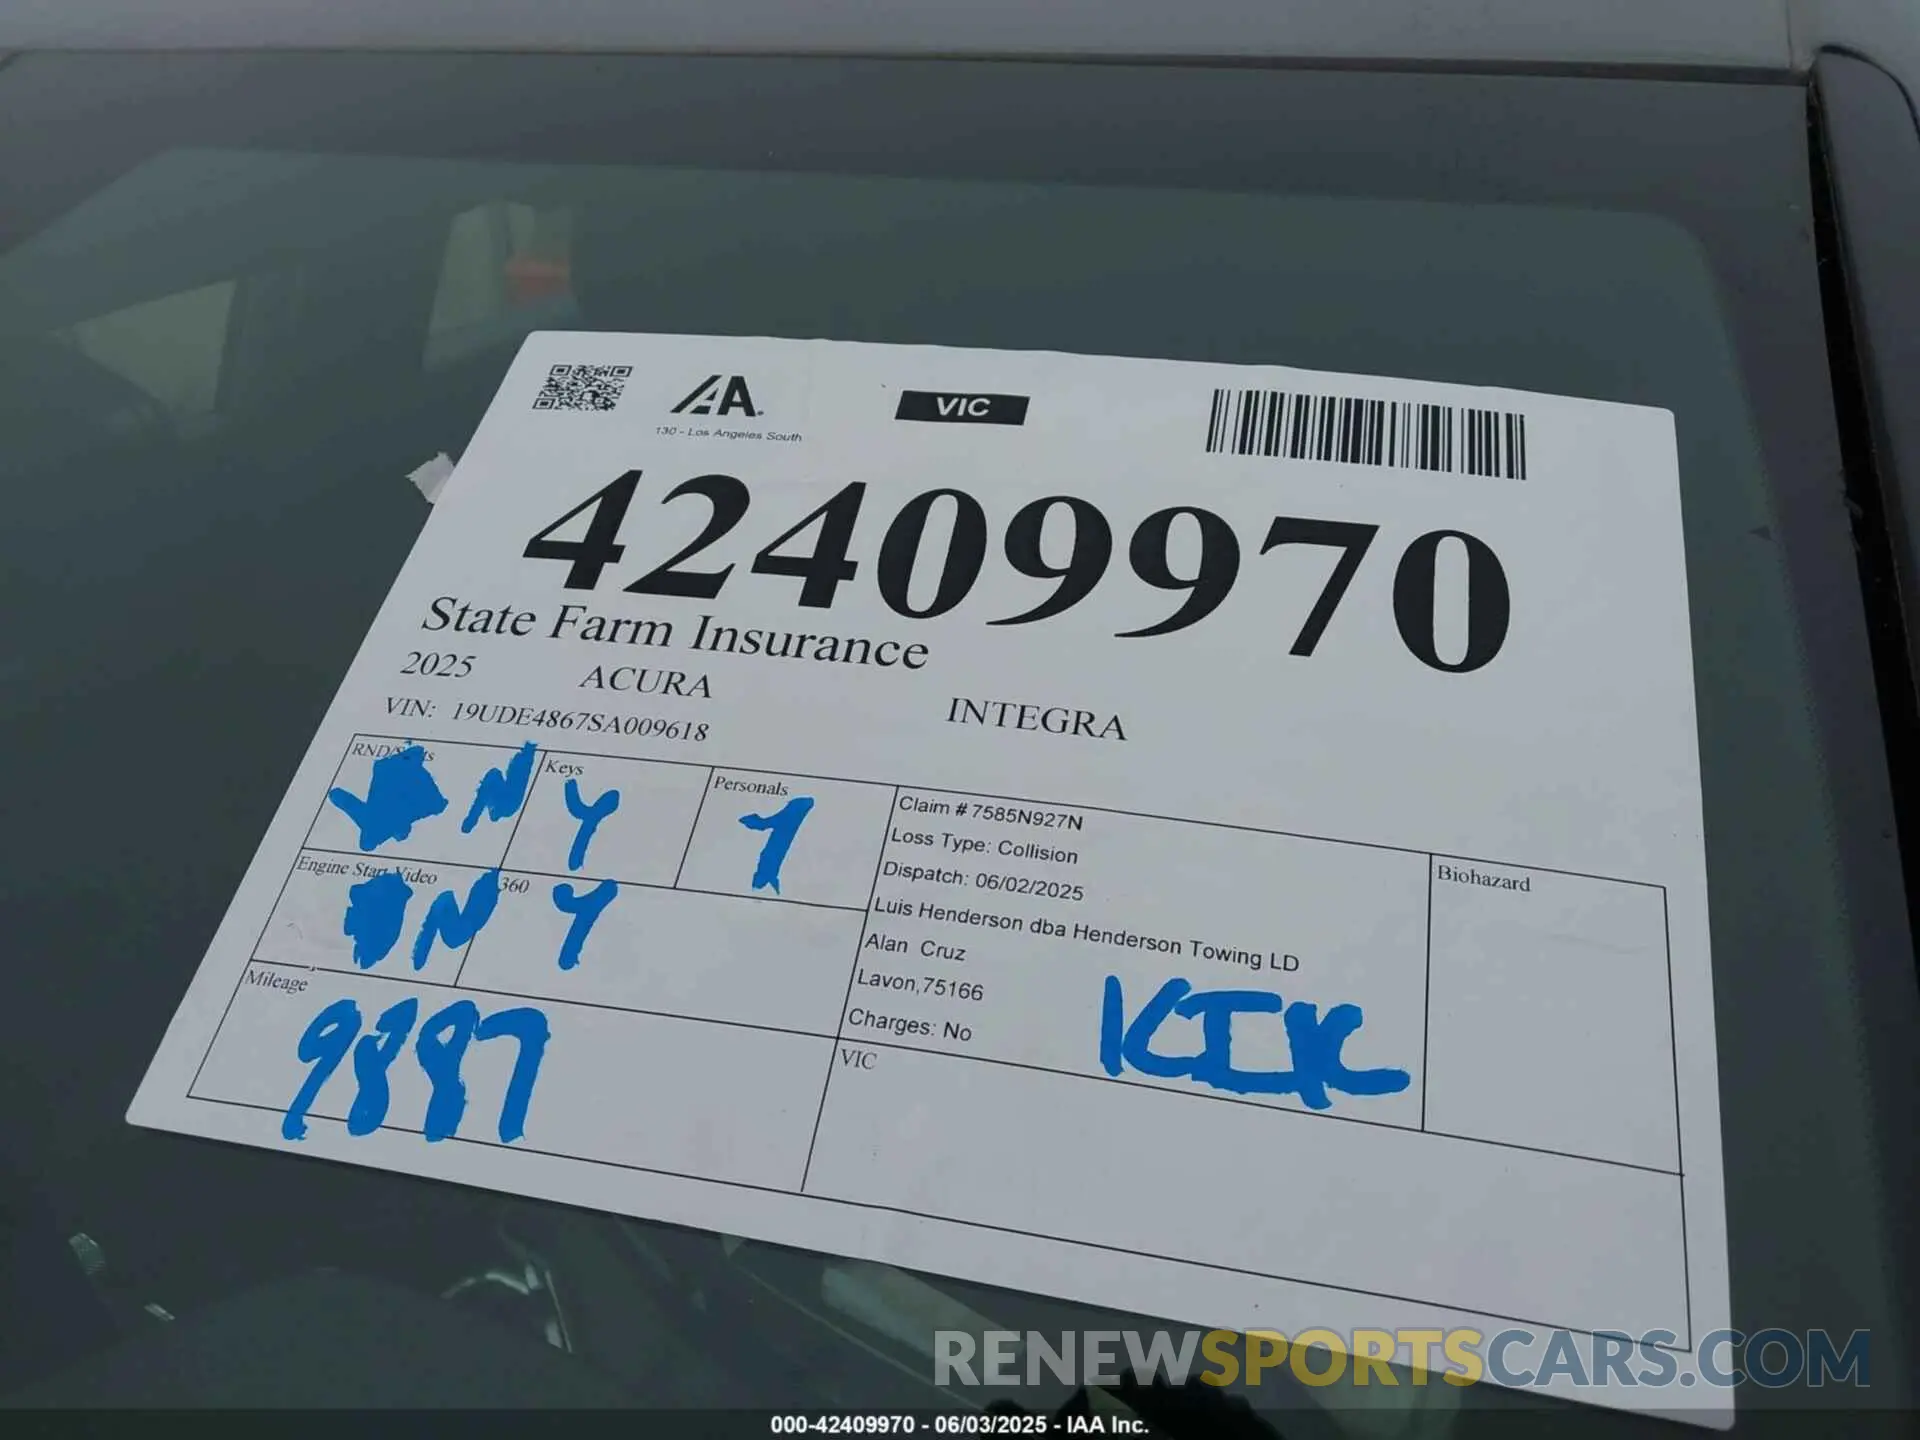 IAA.
130 - Los Angeles South
VIC
42409970
State Farm Insurance
2025 ACURA INTEGRA
VIN: 19UDE4867SA009618
RND/ N
Keys Y
Personals
Engine Start Video N
360 Y
Mileage 9887
Claim # 7585N927N
Loss Type: Collision
Dispatch: 06/02/2025
Luis Henderson dba Henderson Towing LD
Alan Cruz
Lavon,75166
Charges: No
VIC
Biohazard
RENEWSPORTSCARS.COM
000-42409970 - 06/03/2025 - IAA Inc.